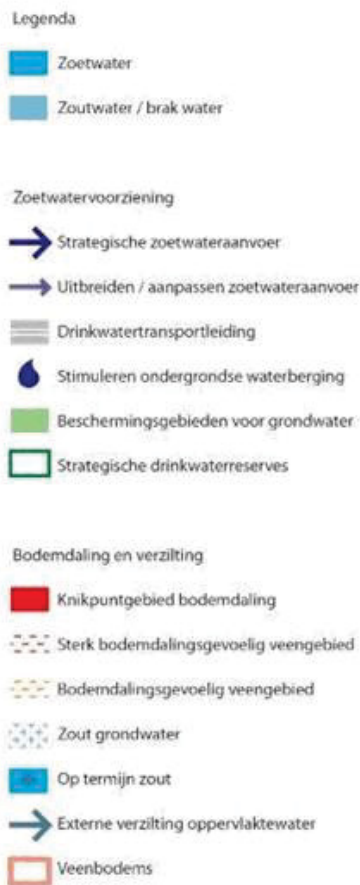 Legenda
Zoetwater
Zoutwater / brak water
Zoetwatervoorziening
Strategische zoetwateraanvoer
Uitbreiden / aanpassen zoetwateraanvoer
Drinkwatertransportleiding
Stimuleren ondergrondse waterberging
Beschermingsgebieden voor grondwater
Strategische drinkwaterreserves
Bodemdaling en verzilting
Knikpuntgebied bodemdaling
Sterk bodemdalingsgevoelig veengebied
Bodemdalingsgevoelig veengebied
Zout grondwater
Op termijn zout
Externe verzilting oppervlaktewater
Veenbodems